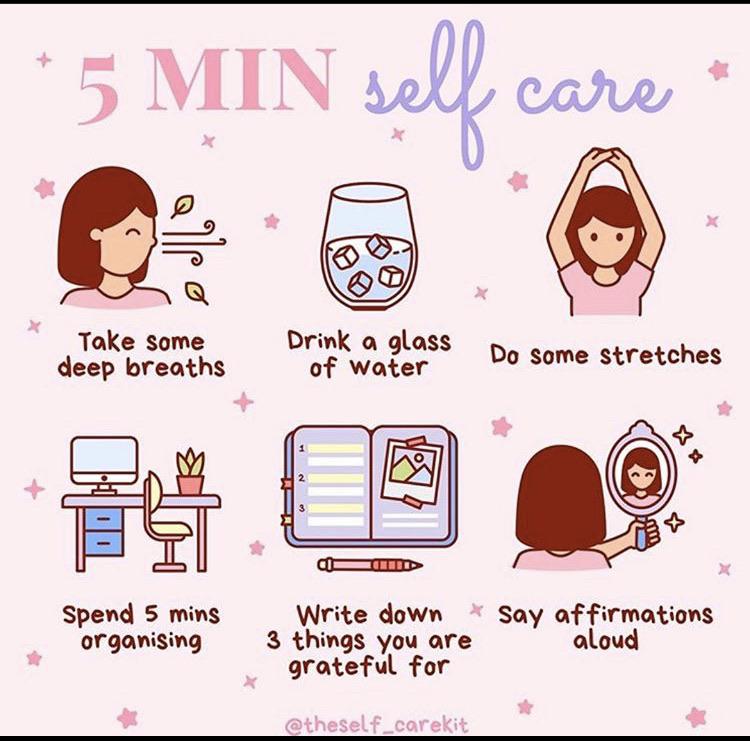 5 MIN self care
Take some
deep breaths
Drink a glass
of water
Do some stretches
1
2
3
Spend 5 mins
organising
Write down
3 things you are
grateful for
Say affirmations
aloud
@theself_carekit